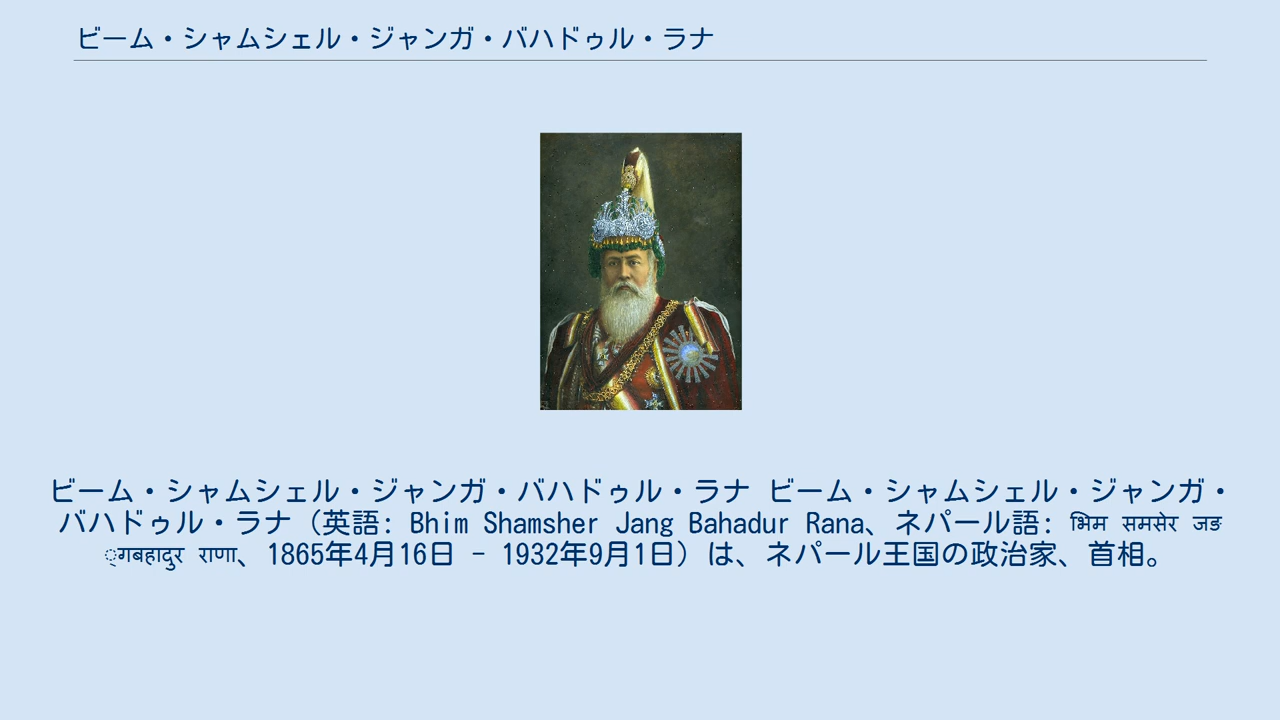 ビーム・シャムシェル・ジャンガ・バハドゥル・ラナ
ビーム・シャムシェル・ジャンガ・バハドゥル・ラナ ビーム・シャムシェル・ジャンガ・
バハドゥル・ラナ（英語: Bhim Shamsher Jang Bahadur Rana、ネパール語: भिम समसेर जङ
्गबहादुर राणा、1865年4月16日 - 1932年9月1日）は、ネパール王国の政治家、首相。